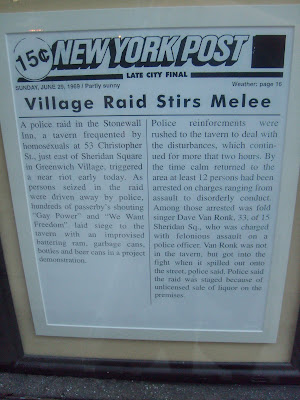 15¢
NEW YORK POST
LATE CITY FINAL
SUNDAY, JUNE 29, 1969 / Partly sunny
Weather: page 16
Village Raid Stirs Melee
A police raid in the Stonewall
Inn, a tavern frequented by
homosexuals at 53 Christopher
St., just east of Sheridan Square
in Greenwich Village, triggered
a near riot early today. As
persons seized in the raid
were driven away by police,
hundreds of passerby's shouting
"Gay Power" and "We Want
Freedom" laid siege to the
tavern with an improvised
battering ram, garbage cans,
bottles and beer cans in a project
demonstration.
Police reinforcements were
rushed to the tavern to deal with
the disturbances, which contin-
ued for more that two hours. By
the time calm returned to the
area at least 12 persons had been
arrested on charges ranging from
assault to disorderly conduct.
Among those arrested was fold
singer Dave Van Ronk, 33, of 15
Sheridan Sq., who was charged
with felonious assault on a
police officer. Van Ronk was not
in the tavern, but got into the
fight when it spilled out onto
the street, police said. Police said
the raid was staged because of
unlicensed sale of liquor on the
premises.